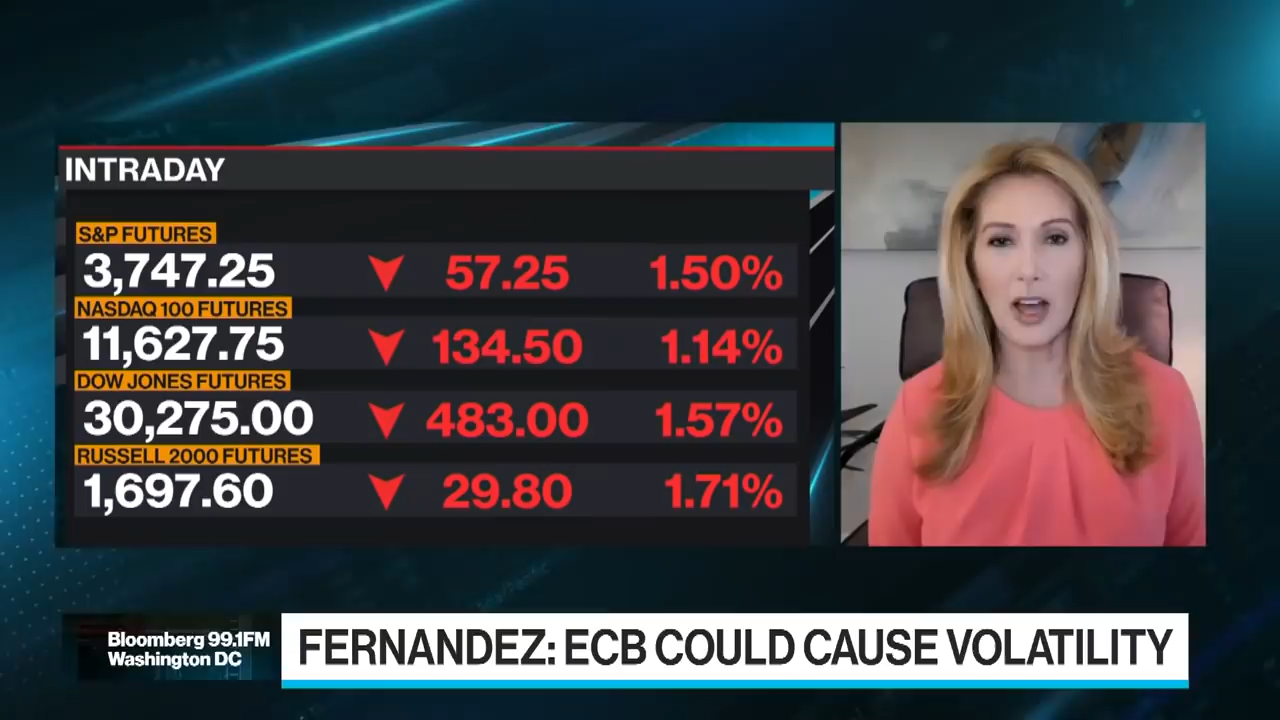 INTRADAY
S&P FUTURES
3,747.25 57.25 1.50%
NASDAQ 100 FUTURES
11,627.75 134.50 1.14%
DOW JONES FUTURES
30,275.00 483.00 1.57%
RUSSELL 2000 FUTURES
1,697.60 29.80 1.71%
Bloomberg 99.1FM
Washington DC
FERNANDEZ: ECB COULD CAUSE VOLATILITY